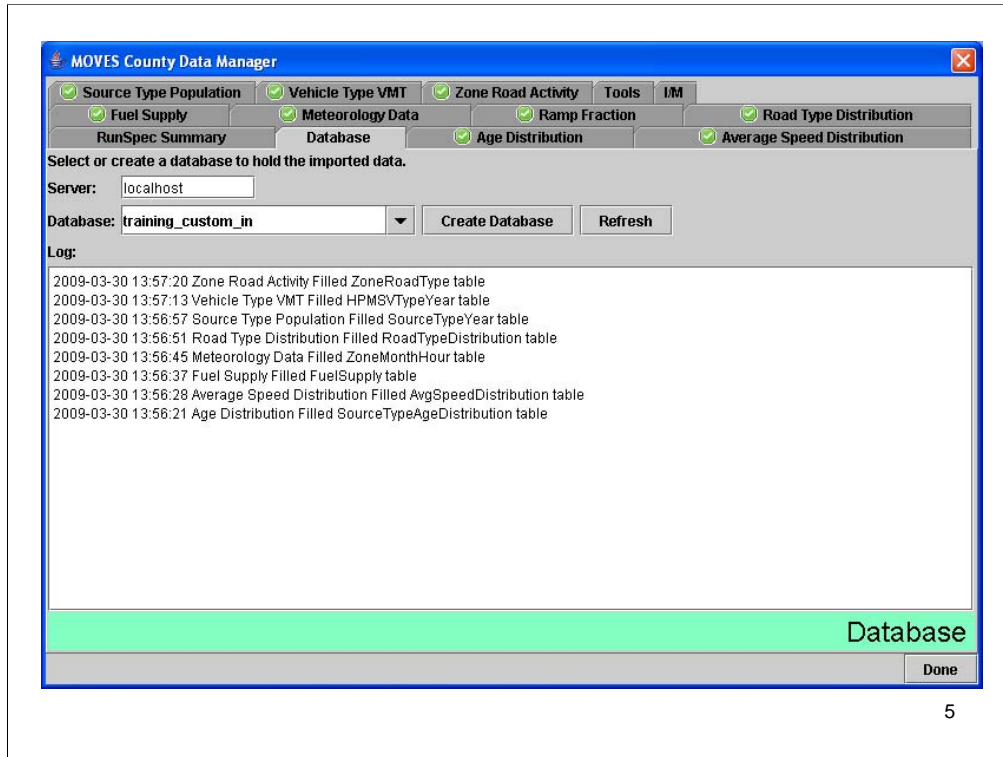 MOVES County Data Manager
Source Type Population Vehicle Type VMT Zone Road Activity Tools I/M
Fuel Supply Meteorology Data Ramp Fraction Road Type Distribution
RunSpec Summary Database Age Distribution Average Speed Distribution
Select or create a database to hold the imported data.
Server: localhost
Database: training_custom_in Create Database Refresh
Log:
2009-03-30 13:57:20 Zone Road Activity Filled ZoneRoadType table
2009-03-30 13:57:13 Vehicle Type VMT Filled HPMSVTypeYear table
2009-03-30 13:56:57 Source Type Population Filled SourceTypeYear table
2009-03-30 13:56:51 Road Type Distribution Filled RoadTypeDistribution table
2009-03-30 13:56:45 Meteorology Data Filled ZoneMonthHour table
2009-03-30 13:56:37 Fuel Supply Filled FuelSupply table
2009-03-30 13:56:28 Average Speed Distribution Filled AvgSpeedDistribution table
2009-03-30 13:56:21 Age Distribution Filled SourceTypeAgeDistribution table
Database
Done
5